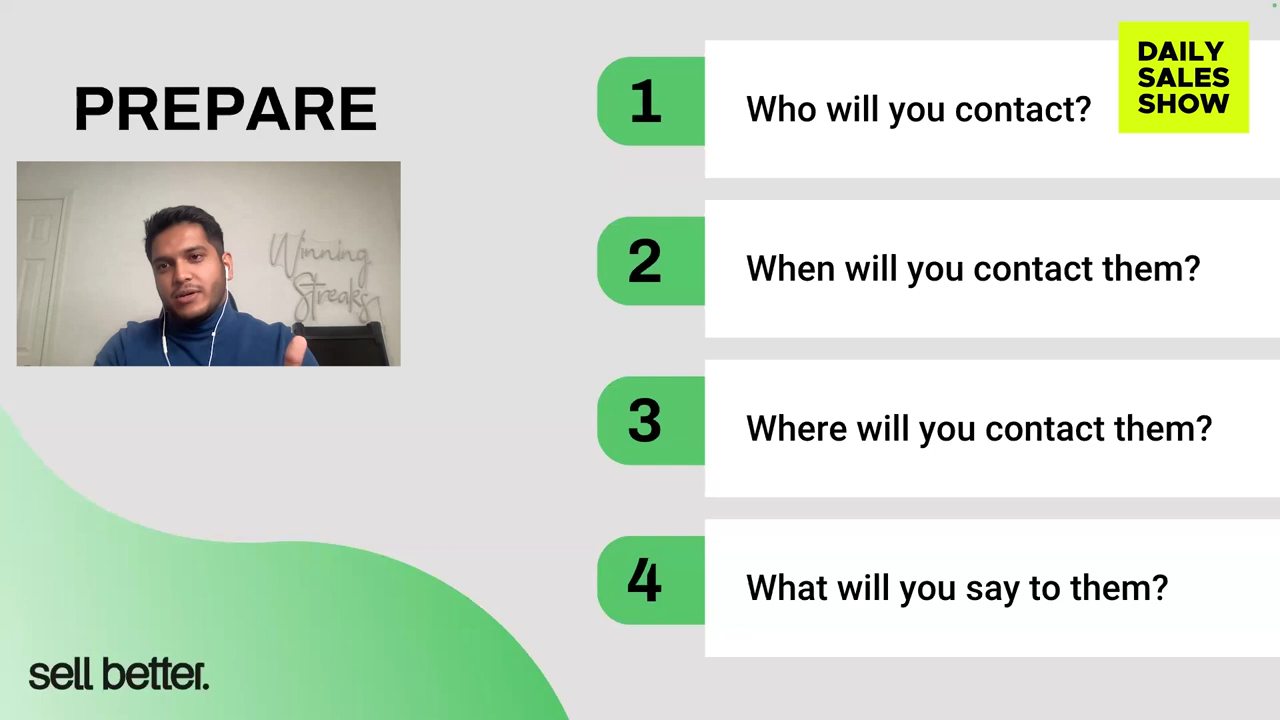 PREPARE
Winning
Streaks
1
Who will you contact?
DAILY
SALES
SHOW
2
When will you contact them?
3
Where will you contact them?
4
What will you say to them?
sell better.